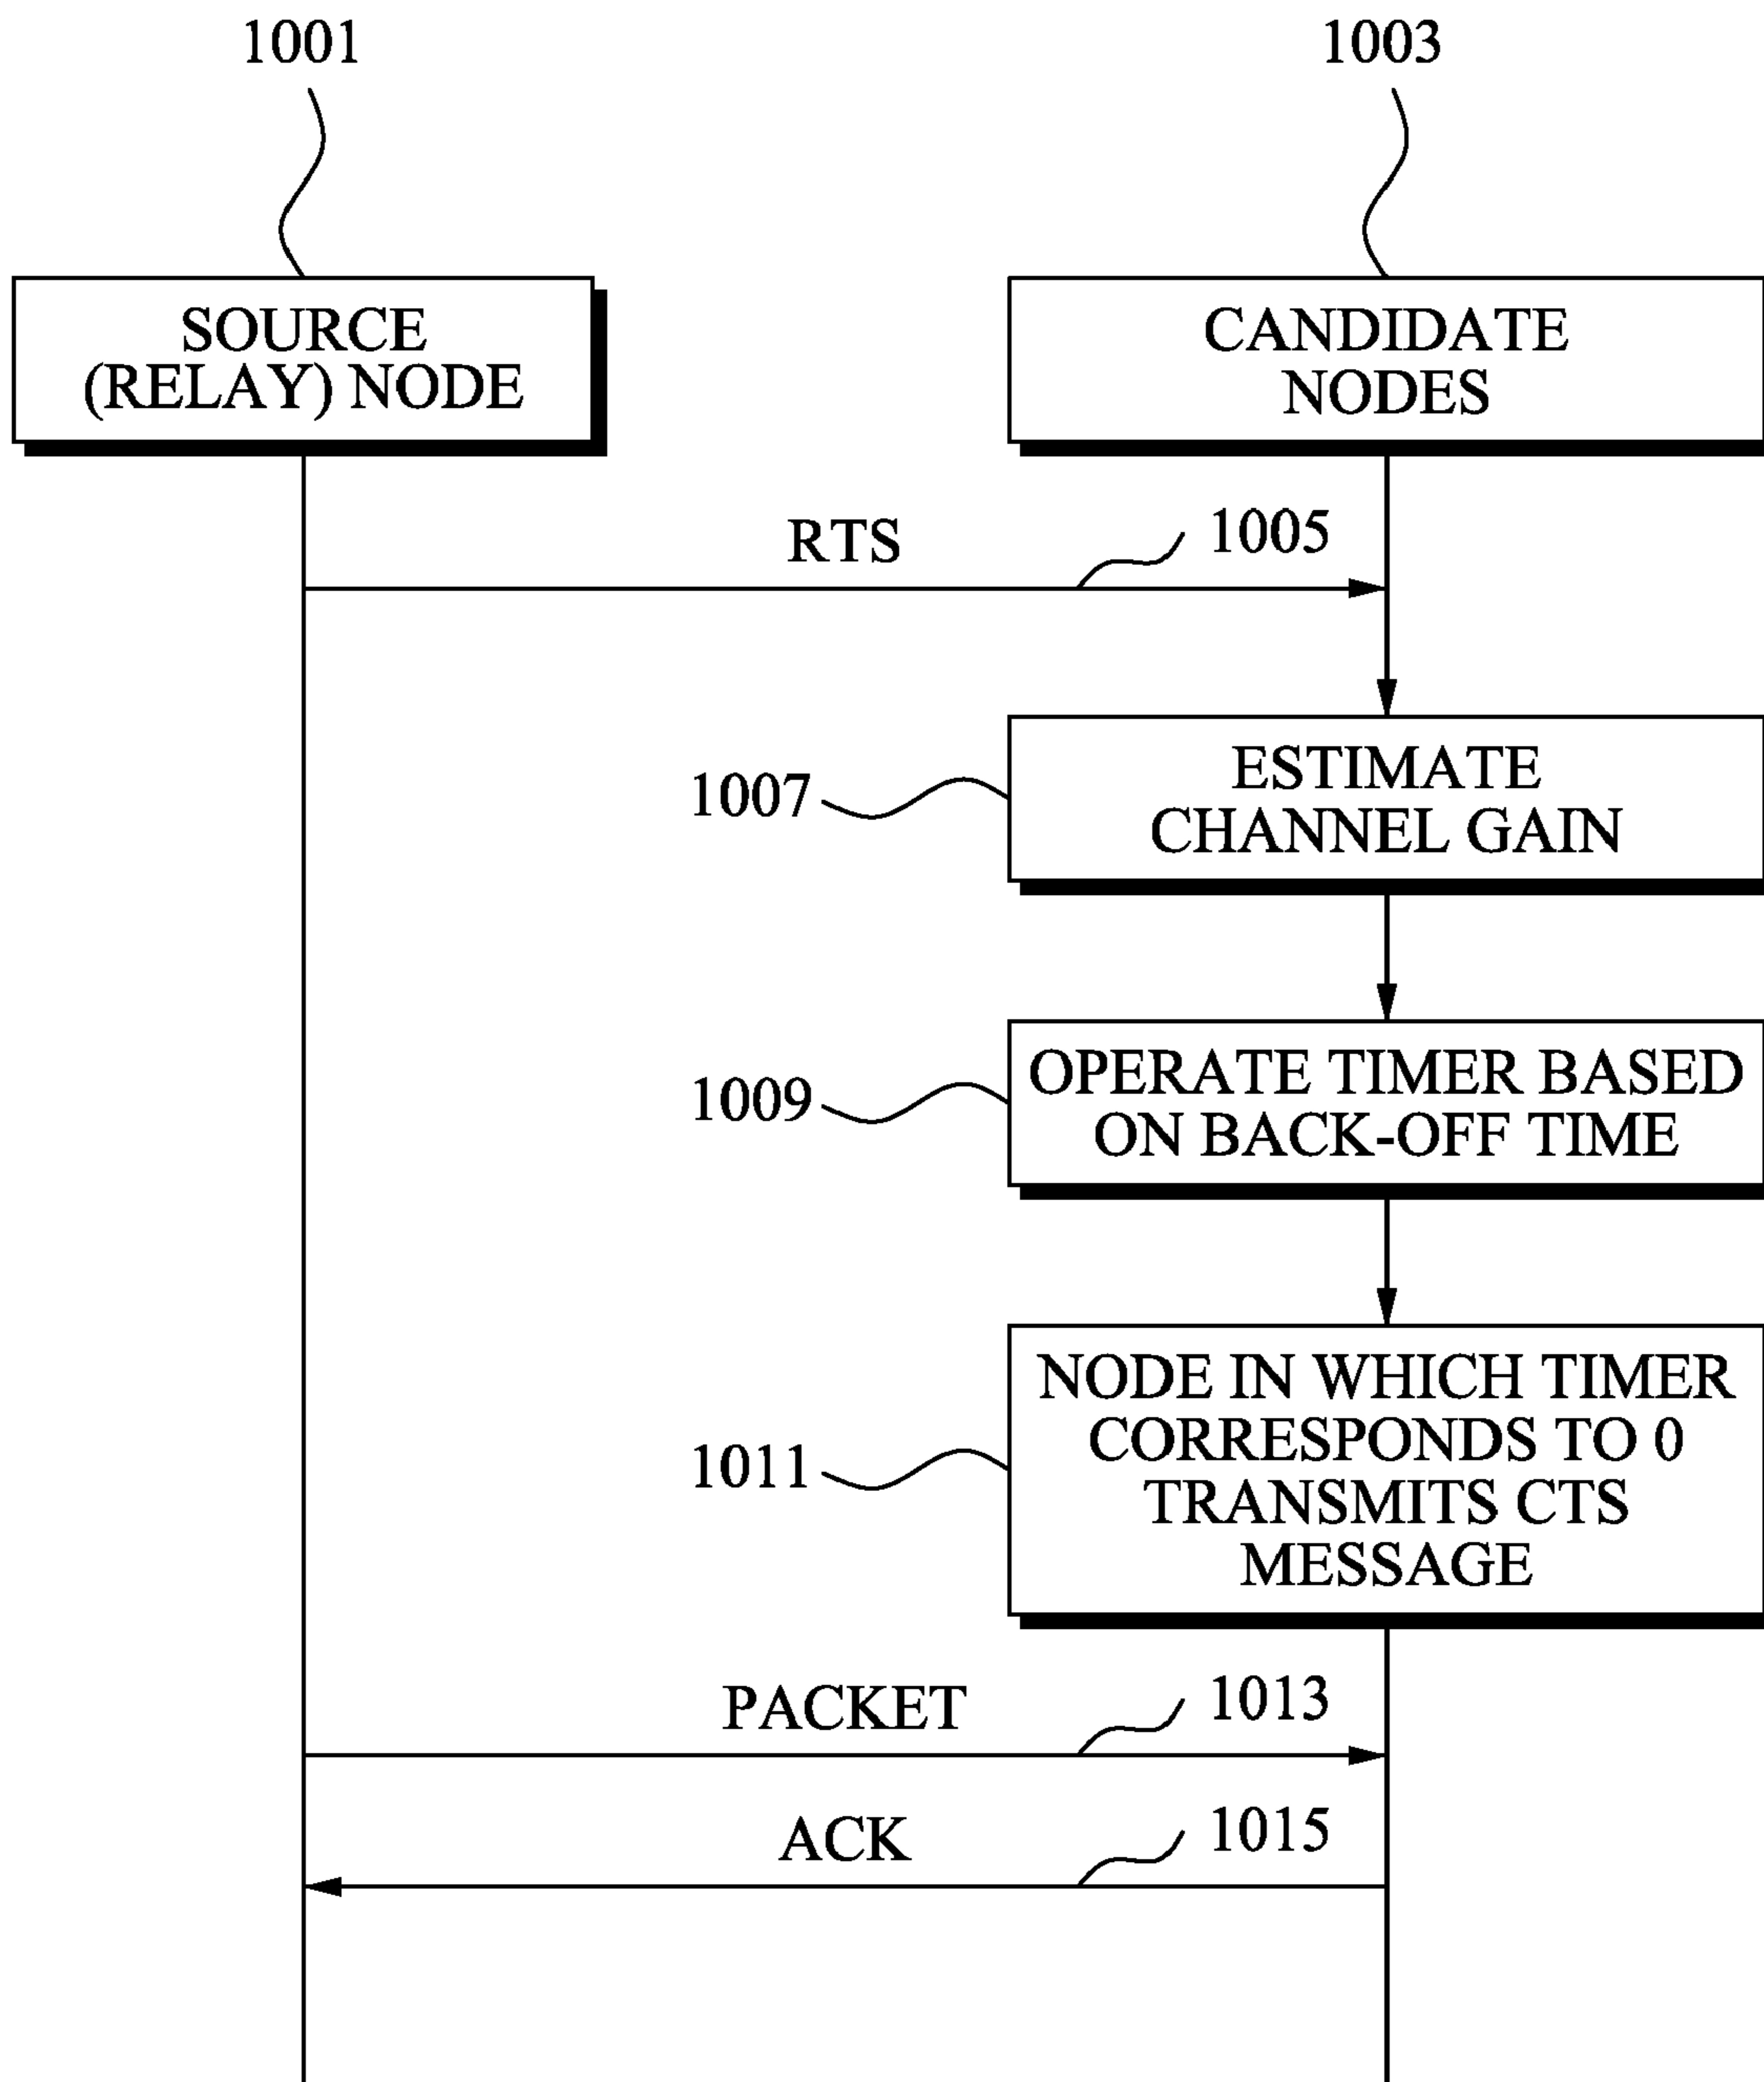 1001
1003
SOURCE
(RELAY) NODE
CANDIDATE
NODES
RTS
1005
1007
ESTIMATE
CHANNEL GAIN
1009
OPERATE TIMER BASED
ON BACK-OFF TIME
1011
NODE IN WHICH TIMER
CORRESPONDS TO 0
TRANSMITS CTS
MESSAGE
PACKET
1013
ACK
1015